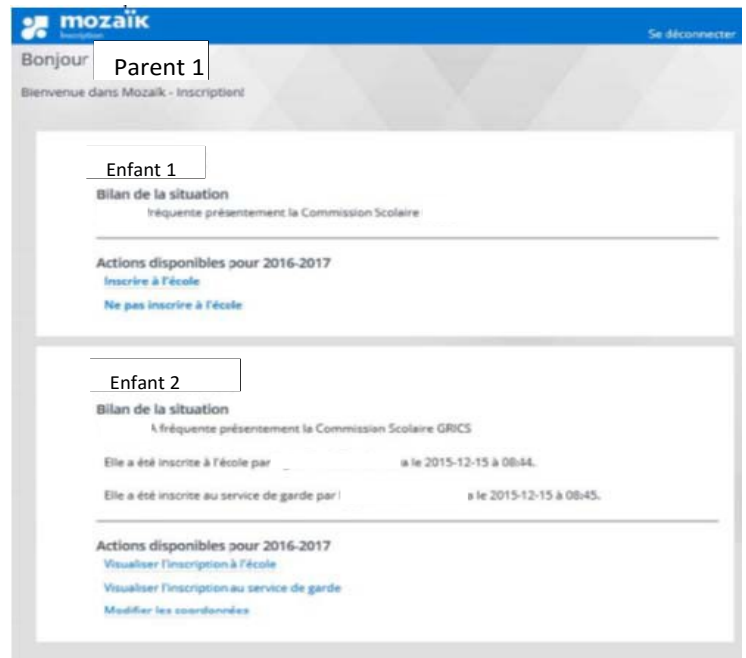 mozaïk
Inscription
Se déconnecter
Bonjour Parent 1
Bienvenue dans Mozaïk - Inscription!
Enfant 1
Bilan de la situation
fréquente présentement la Commission Scolaire
Actions disponibles pour 2016-2017
Inscrire à l'école
Ne pas inscrire à l'école
Enfant 2
Bilan de la situation
A fréquente présentement la Commission Scolaire GRICS
Elle a été inscrite à l'école par a le 2015-12-15 à 08:44.
Elle a été inscrite au service de garde par a le 2015-12-15 à 08:45.
Actions disponibles pour 2016-2017
Visualiser l'inscription à l'école
Visualiser l'inscription au service de garde
Modifier les coordonnées